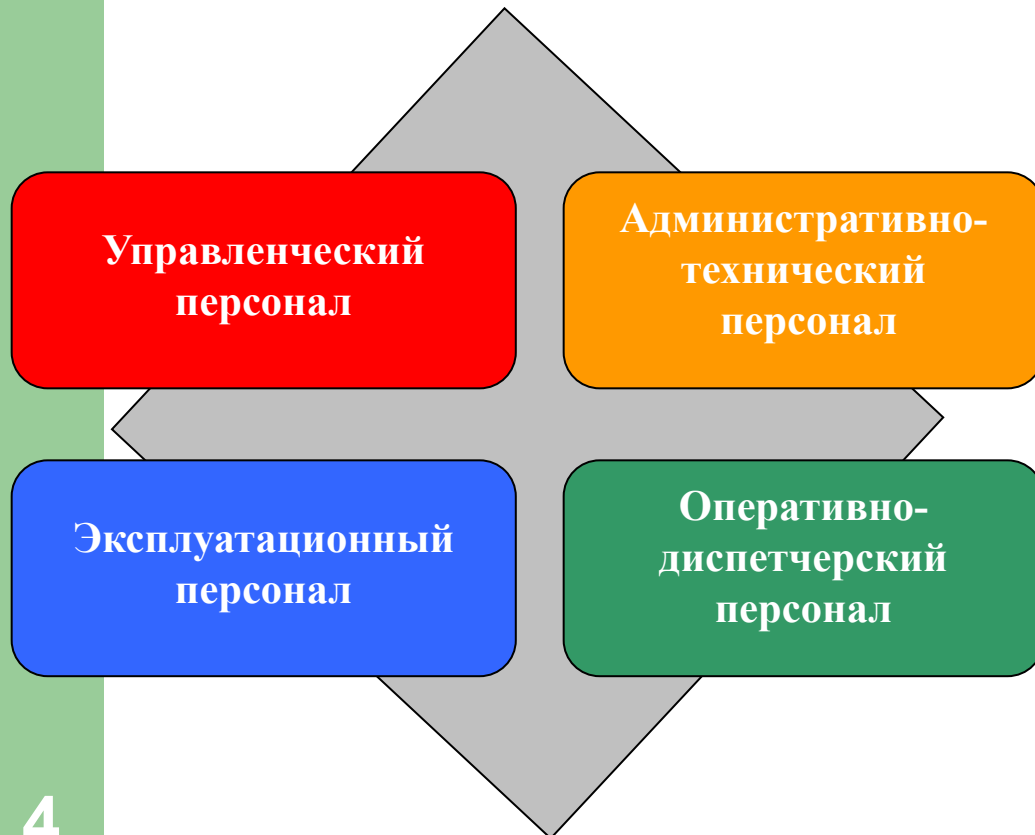 Управленческий
персонал
Административно-
технический
персонал
Эксплуатационный
персонал
Оперативно-
диспетчерский
персонал
4